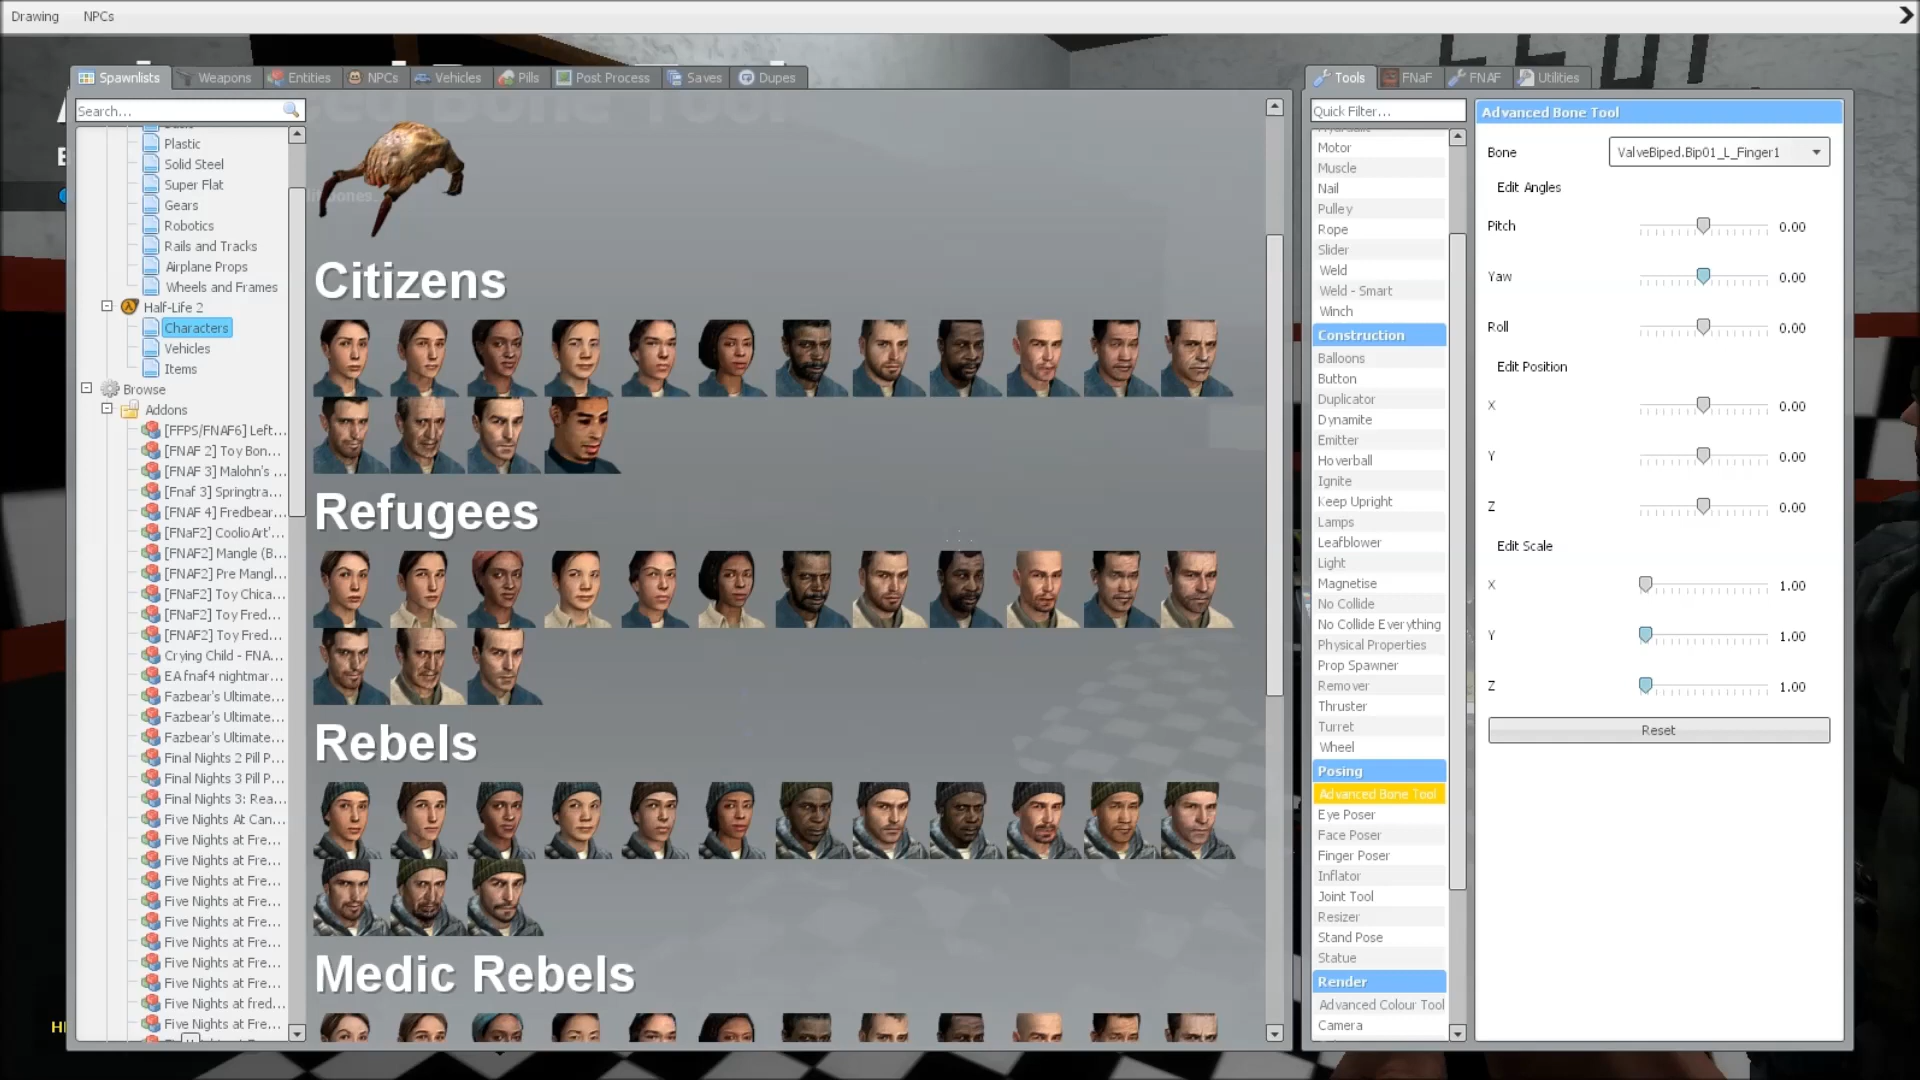 Drawing NPCs
Spawnlists Weapons Entities NPCs Vehicles Pills Post Process Saves Dupes
Search...
Plastic
Solid Steel
Super Flat
Gears
Robotics
Rails and Tracks
Airplane Props
Wheels and Frames
Half-Life 2
Characters
Vehicles
Items
Browse
Addons
[FFPS/FNAF6] Left...
[FNAF 2] Toy Bon...
[FNAF 3] Malohn's ...
[Fnaf 3] Springtra...
[FNAF 4] Fredbear...
[FNaF2] CoolioArt'...
[FNAF2] Mangle (B...
[FNAF2] Pre Mangl...
[FNaF2] Toy Chica...
[FNaF2] Toy Fred...
[FNAF2] Toy Fred...
Crying Child - FNA...
EA fnaf4 nightmar...
Fazbear's Ultimate...
Fazbear's Ultimate...
Fazbear's Ultimate...
Final Nights 2 Pill P...
Final Nights 3 Pill P...
Final Nights 3: Rea...
Five Nights At Can...
Five Nights at Fre...
Five Nights at Fre...
Five Nights at Fre...
Five Nights at Fre...
Five Nights at Fre...
Five Nights at Fre...
Five Nights at Fre...
Five Nights at Fre...
Five Nights at fred...
Five Nights at Fre...
Bone Tool
Citizens
Refugees
Rebels
Medic Rebels
Tools FNaF FNAF Utilities
Quick Filter...
Hydraulic
Motor
Muscle
Nail
Pulley
Rope
Slider
Weld
Weld - Smart
Winch
Construction
Balloons
Button
Duplicator
Dynamite
Emitter
Hoverball
Ignite
Keep Upright
Lamps
Leafblower
Light
Magnetise
No Collide
No Collide Everything
Physical Properties
Prop Spawner
Remover
Thruster
Turret
Wheel
Posing
Advanced Bone Tool
Eye Poser
Face Poser
Finger Poser
Inflator
Joint Tool
Resizer
Stand Pose
Statue
Render
Advanced Colour Tool
Camera
Advanced Bone Tool
Bone ValveBiped.Bip01_L_Finger1
Edit Angles
Pitch 0.00
Yaw 0.00
Roll 0.00
Edit Position
X 0.00
Y 0.00
Z 0.00
Edit Scale
X 1.00
Y 1.00
Z 1.00
Reset